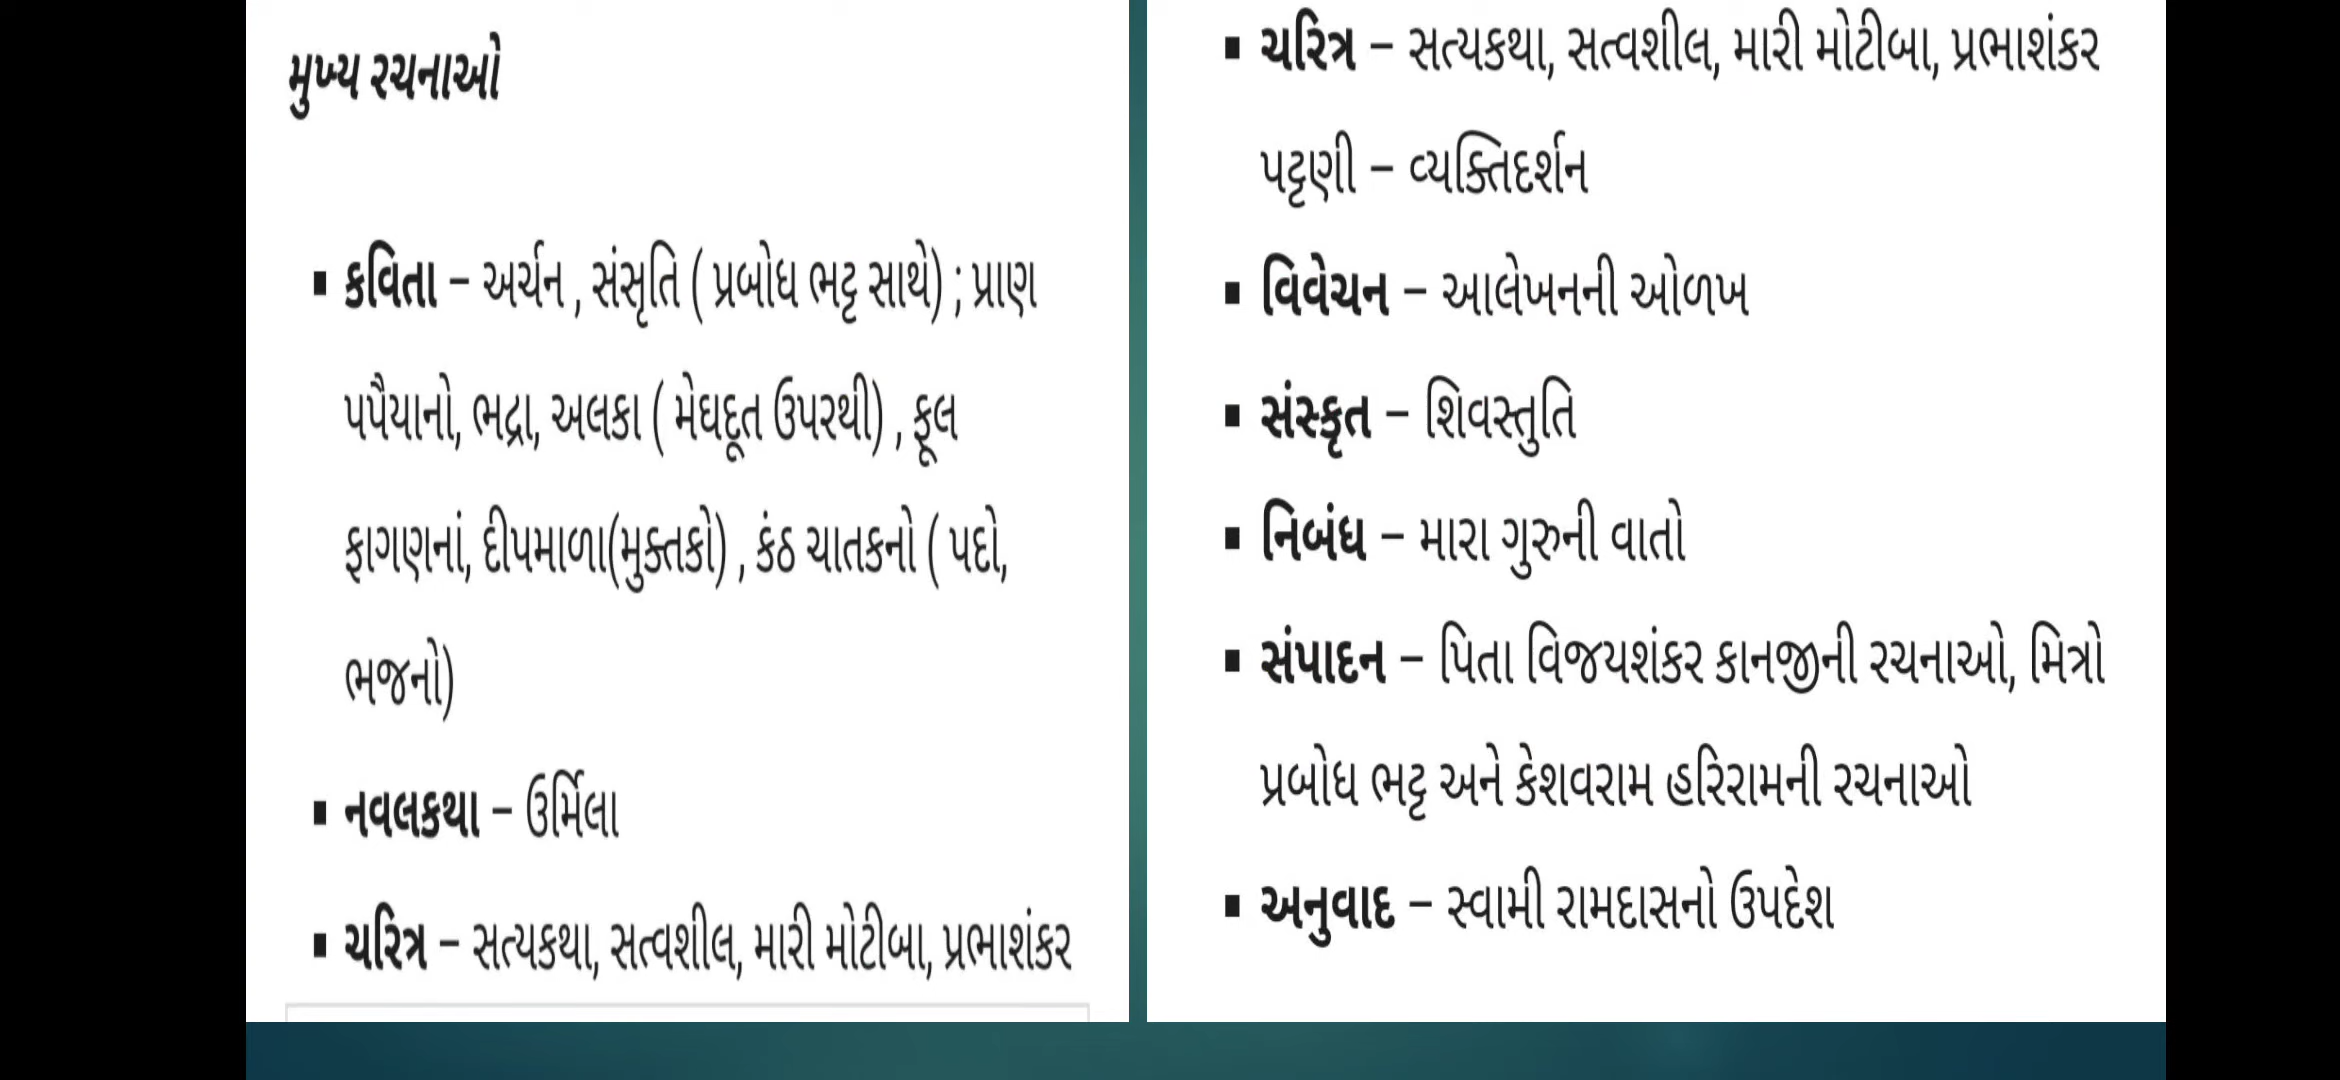 મુખ્ય રચનાઓ
▪ કવિતા – અર્ચન , સંસૃતિ ( પ્રબોધ ભટ્ટ સાથે) ; પ્રાણ
પપૈયાનો, ભદ્રા, અલકા ( મેઘદૂત ઉપરથી) , ફૂલ
ફાગણનાં, દીપમાળા(મુક્તકો) , કંઠ ચાતકનો ( પદો,
ભજનો)
▪ નવલકથા – ઉર્મિલા
▪ ચરિત્ર – સત્યકથા, સત્વશીલ, મારી મોટીબા, પ્રભાશંકર
▪ ચરિત્ર – સત્યકથા, સત્વશીલ, મારી મોટીબા, પ્રભાશંકર
પટ્ટણી – વ્યક્તિદર્શન
▪ વિવેચન – આલેખનની ઓળખ
▪ સંસ્કૃત – શિવસ્તુતિ
▪ નિબંધ – મારા ગુરુની વાતો
▪ સંપાદન – પિતા વિજયશંકર કાનજીની રચનાઓ, મિત્રો
પ્રબોધ ભટ્ટ અને કેશવરામ હરિરામની રચનાઓ
▪ અનુવાદ – સ્વામી રામદાસનો ઉપદેશ